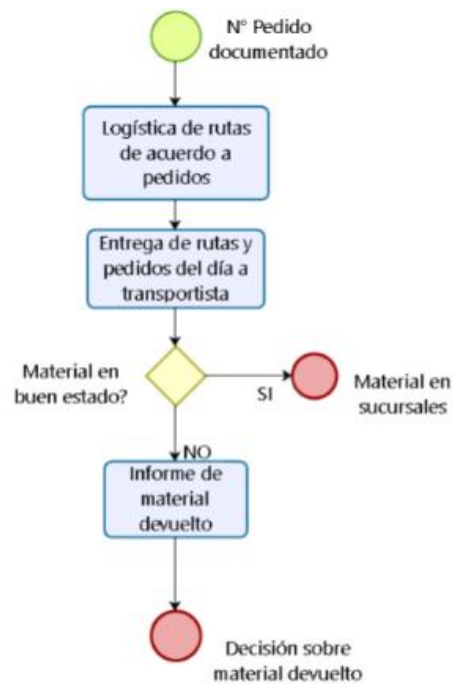 N° Pedido
documentado
Logística de rutas
de acuerdo a
pedidos
Entrega de rutas y
pedidos del día a
transportista
Material en
buen estado?
SI
Material en
sucursales
NO
Informe de
material
devuelto
Decisión sobre
material devuelto